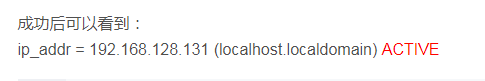 成功后可以看到：
ip_addr = 192.168.128.131 (localhost.localdomain) ACTIVE